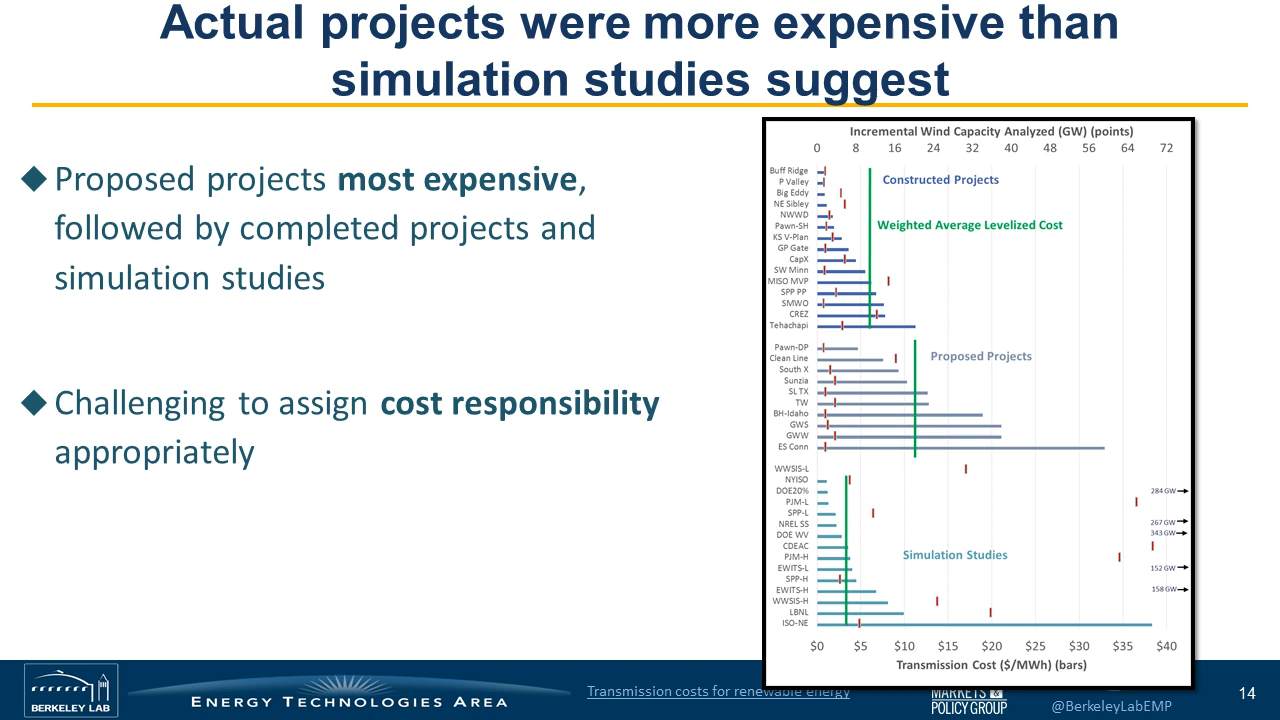 Actual projects were more expensive than
simulation studies suggest
Proposed projects most expensive,
followed by completed projects and
simulation studies
Challenging to assign cost responsibility
appropriately
Incremental Wind Capacity Analyzed (GW) (points)
0 8 16 24 32 40 48 56 64 72
Buff Ridge
P Valley
Big Eddy
NE Sibley
NWWD
Pawn-SH
KS V-Plan
GP Gate
CapX
SW Minn
MISO MVP
SPP PP
SMWO
CREZ
Tehachapi
Constructed Projects
Weighted Average Levelized Cost
Pawn-DP
Clean Line
South X
Sunzia
SL TX
TW
BH-Idaho
GWS
GWW
ES Conn
Proposed Projects
WWSIS-L
NYISO
DOE20%
PJM-L
SPP-L
NREL SS
DOE WV
CDEAC
PJM-H
EWITS-L
SPP-H
EWITS-H
WWSIS-H
LBNL
ISO-NE
284 GW
267 GW
343 GW
152 GW
158 GW
Simulation Studies
$0 $5 $10 $15 $20 $25 $30 $35 $40
Transmission Cost ($/MWh) (bars)
BERKELEY LAB
ENERGY TECHNOLOGIES AREA
Transmission costs for renewable energy
MARKETS &
POLICY GROUP
@BerkeleyLabEMP
14